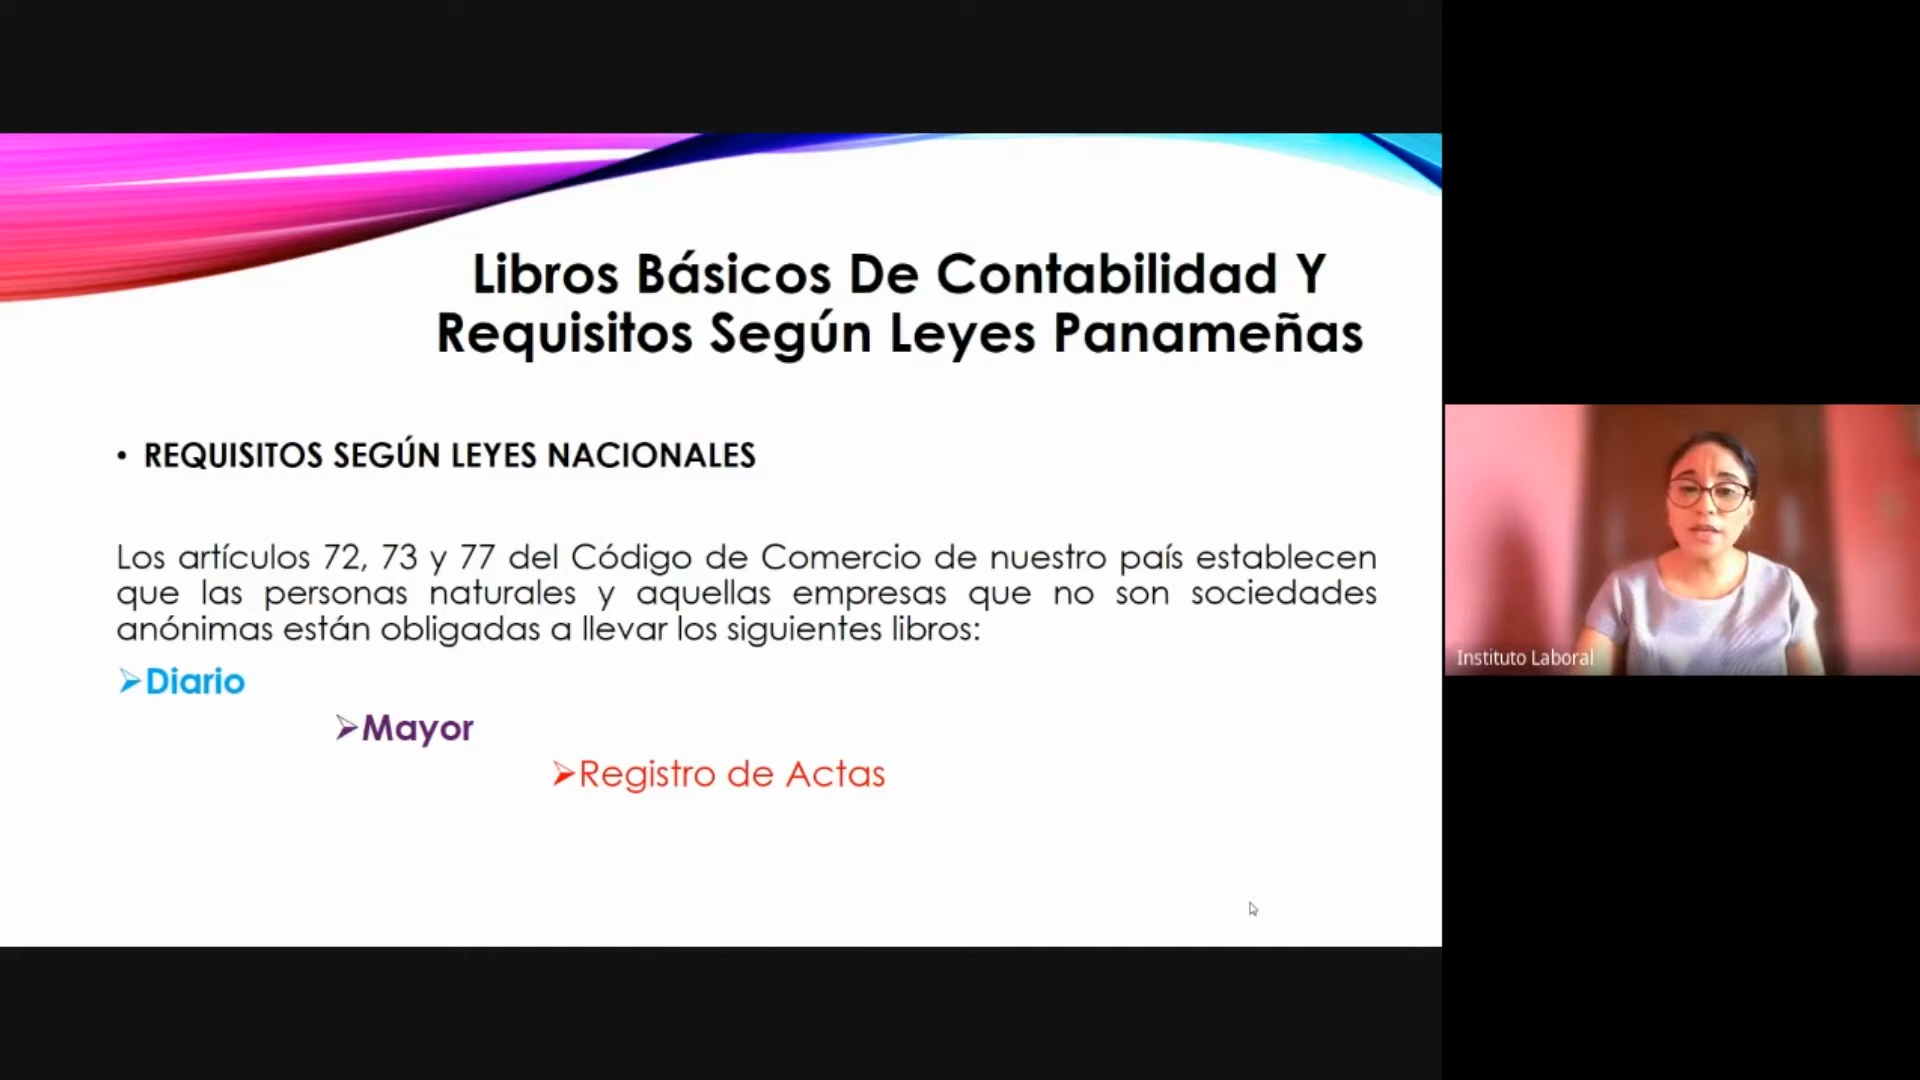 Libros Básicos De Contabilidad Y
Requisitos Según Leyes Panameñas
• REQUISITOS SEGÚN LEYES NACIONALES
Los artículos 72, 73 y 77 del Código de Comercio de nuestro país establecen
que las personas naturales y aquellas empresas que no son sociedades
anónimas están obligadas a llevar los siguientes libros:
➢Diario
➢Mayor
➢Registro de Actas
Instituto Laboral